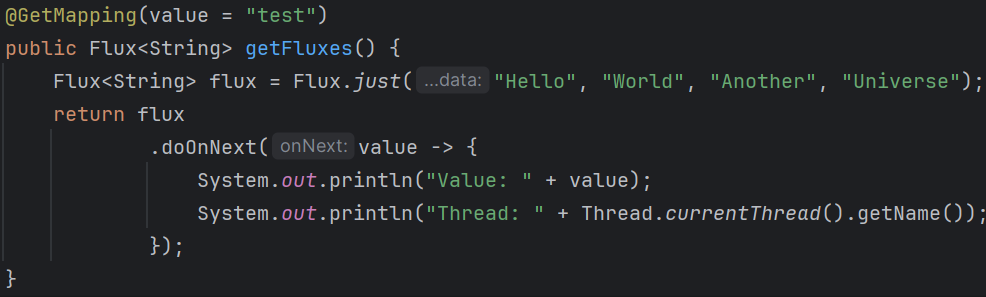 @GetMapping(value = "test")
public Flux<String> getFluxes() {
    Flux<String> flux = Flux.just( …data: "Hello", "World", "Another", "Universe");
    return flux
            .doOnNext( onNext: value -> {
                System.out.println("Value: " + value);
                System.out.println("Thread: " + Thread.currentThread().getName());
            });
}